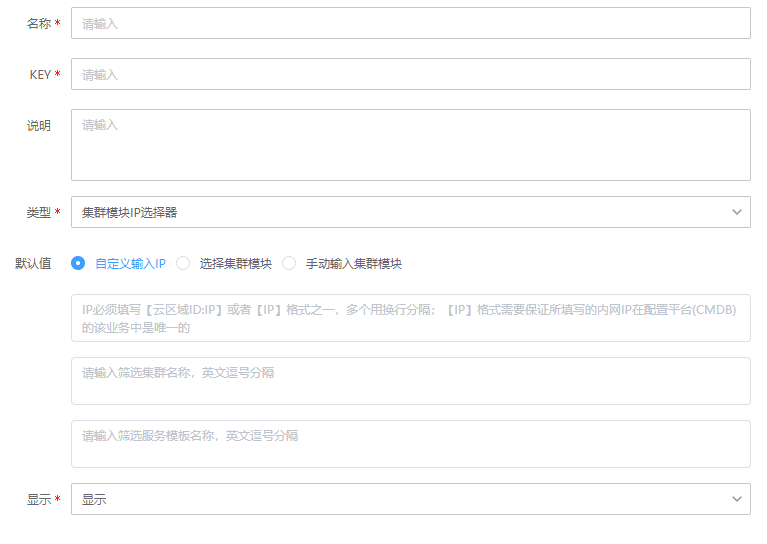 名称 * 请输入
KEY * 请输入
说明 请输入
类型 * 集群模块IP选择器
默认值 自定义输入IP 选择集群模块 手动输入集群模块
IP必须填写【云区域ID:IP】或者【IP】格式之一，多个用换行分隔；【IP】格式需要保证所填写的内网IP在配置平台(CMDB)
的该业务中是唯一的
请输入筛选集群名称，英文逗号分隔
请输入筛选服务模板名称，英文逗号分隔
显示 * 显示